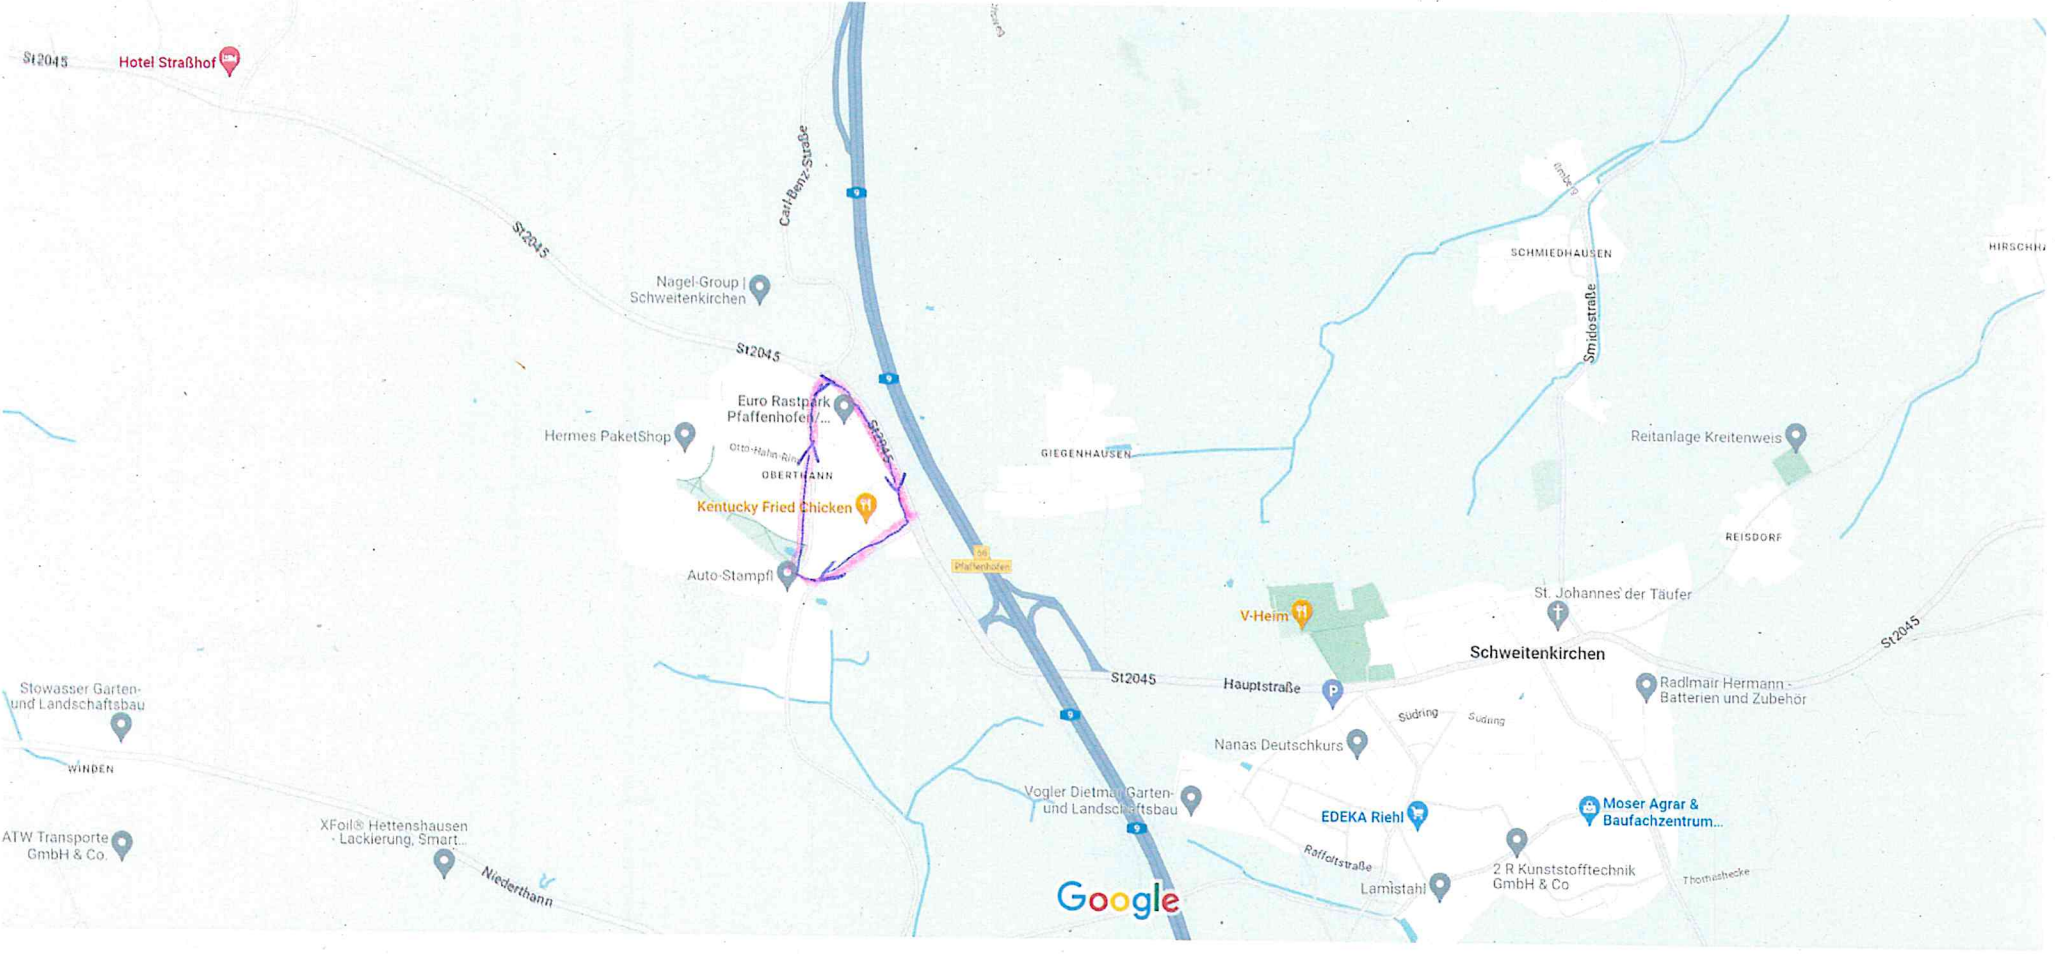 St2045
Hotel Straßhof
Carl-Benz-Straße
9
Ilmberg
SCHMIEDHAUSEN
HIRSCHHA
St2045
Nagel-Group |
Schweitenkirchen
Smidostraße
St2045
9
Euro Rastpark
Pfaffenhofen/...
St2045
Hermes PaketShop
Otto-Hahn-Ring
OBERTHANN
Kentucky Fried Chicken
GIEGENHAUSEN
Reitanlage Kreitenweis
REISDORF
56
Pfaffenhofen
Auto-Stampfl
V-Heim
St. Johannes der Täufer
Schweitenkirchen
St2045
St2045
Hauptstraße
P
Radlmair Hermann -
Batterien und Zubehör
Stowasser Garten-
und Landschaftsbau
9
Südring
Südring
Nanas Deutschkurs
WINDEN
Vogler Dietmar Garten-
und Landschaftsbau
9
EDEKA Riehl
Moser Agrar &
Baufachzentrum...
ATW Transporte
GmbH & Co.
XFoil® Hettenshausen
- Lackierung, Smart...
Niederthann
Raffoltstraße
2 R Kunststofftechnik
GmbH & Co
Lamistahl
Thomashecke
Google